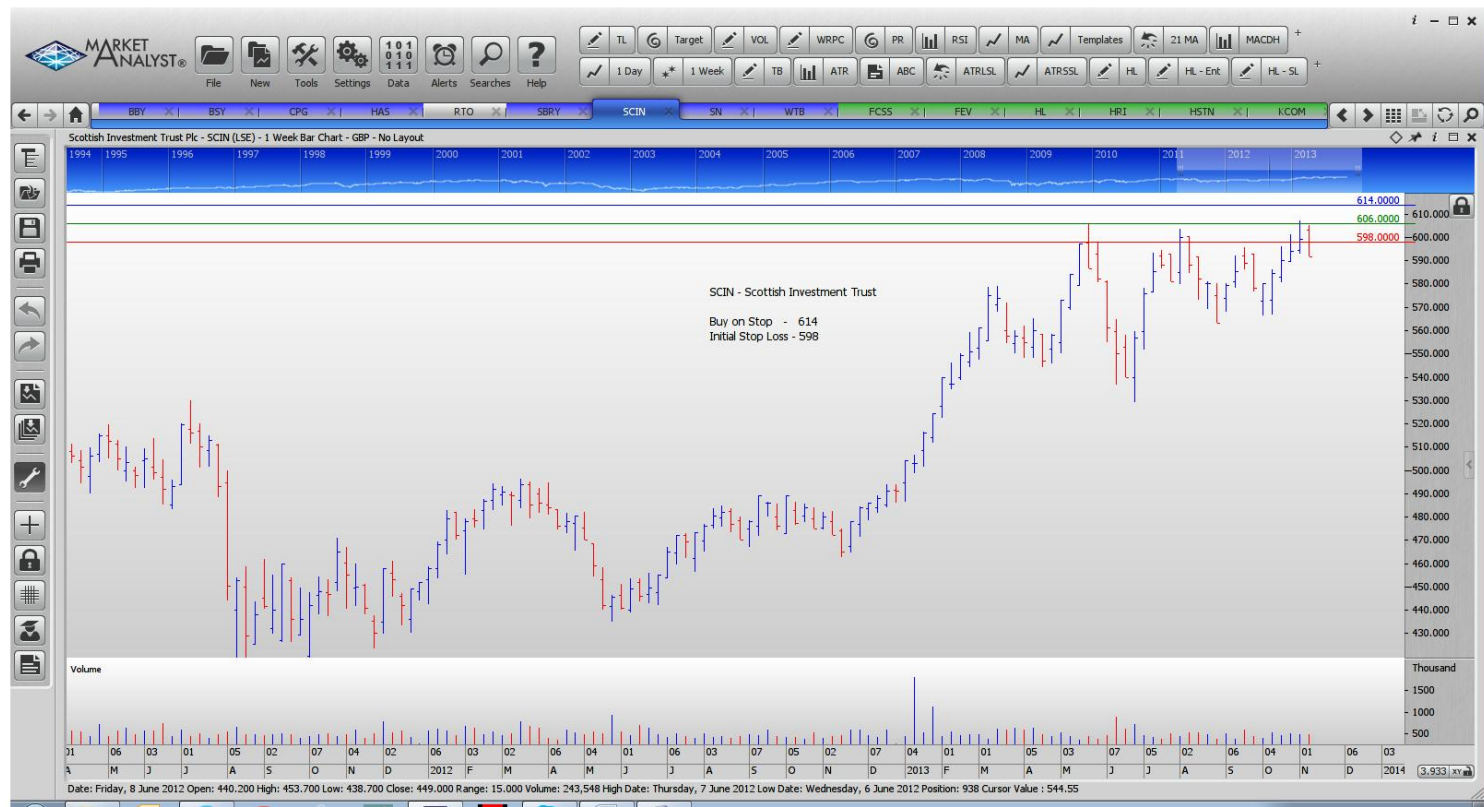 MARKET ANALYST®
File New Tools Settings Data Alerts Searches Help
TL Target VOL WRPC PR RSI MA Templates 21 MA MACDH +
1 Day 1 Week TB ATR ABC ATRLSL ATRSSL HL HL - Ent HL - SL +
BBY BSY CPG HAS RTO SBRY SCIN SN WTB FCSS FEV HL HRI HSTN KCOM
Scottish Investment Trust Plc - SCIN (LSE) - 1 Week Bar Chart - GBP - No Layout
1994 1995 1996 1997 1998 1999 2000 2001 2002 2003 2004 2005 2006 2007 2008 2009 2010 2011 2012 2013
614.0000
610.000
606.0000
598.0000
600.000
590.000
SCIN - Scottish Investment Trust
580.000
570.000
Buy on Stop - 614
Initial Stop Loss - 598
560.000
550.000
540.000
530.000
520.000
510.000
500.000
490.000
480.000
470.000
460.000
450.000
440.000
430.000
Volume
Thousand
1500
1000
500
01 06 03 01 05 02 07 04 02 06 03 02 06 04 01 06 03 07 05 02 07 04 01 01 05 03 07 05 02 06 04 01 06 03
A M J J A S O N D 2012 F M A M J J A S O N D 2013 F M A M J J A S O N D 2014
3.933 XY
Date: Friday, 8 June 2012 Open: 440.200 High: 453.700 Low: 438.700 Close: 449.000 Range: 15.000 Volume: 243,548 High Date: Thursday, 7 June 2012 Low Date: Wednesday, 6 June 2012 Position: 938 Cursor Value : 544.55